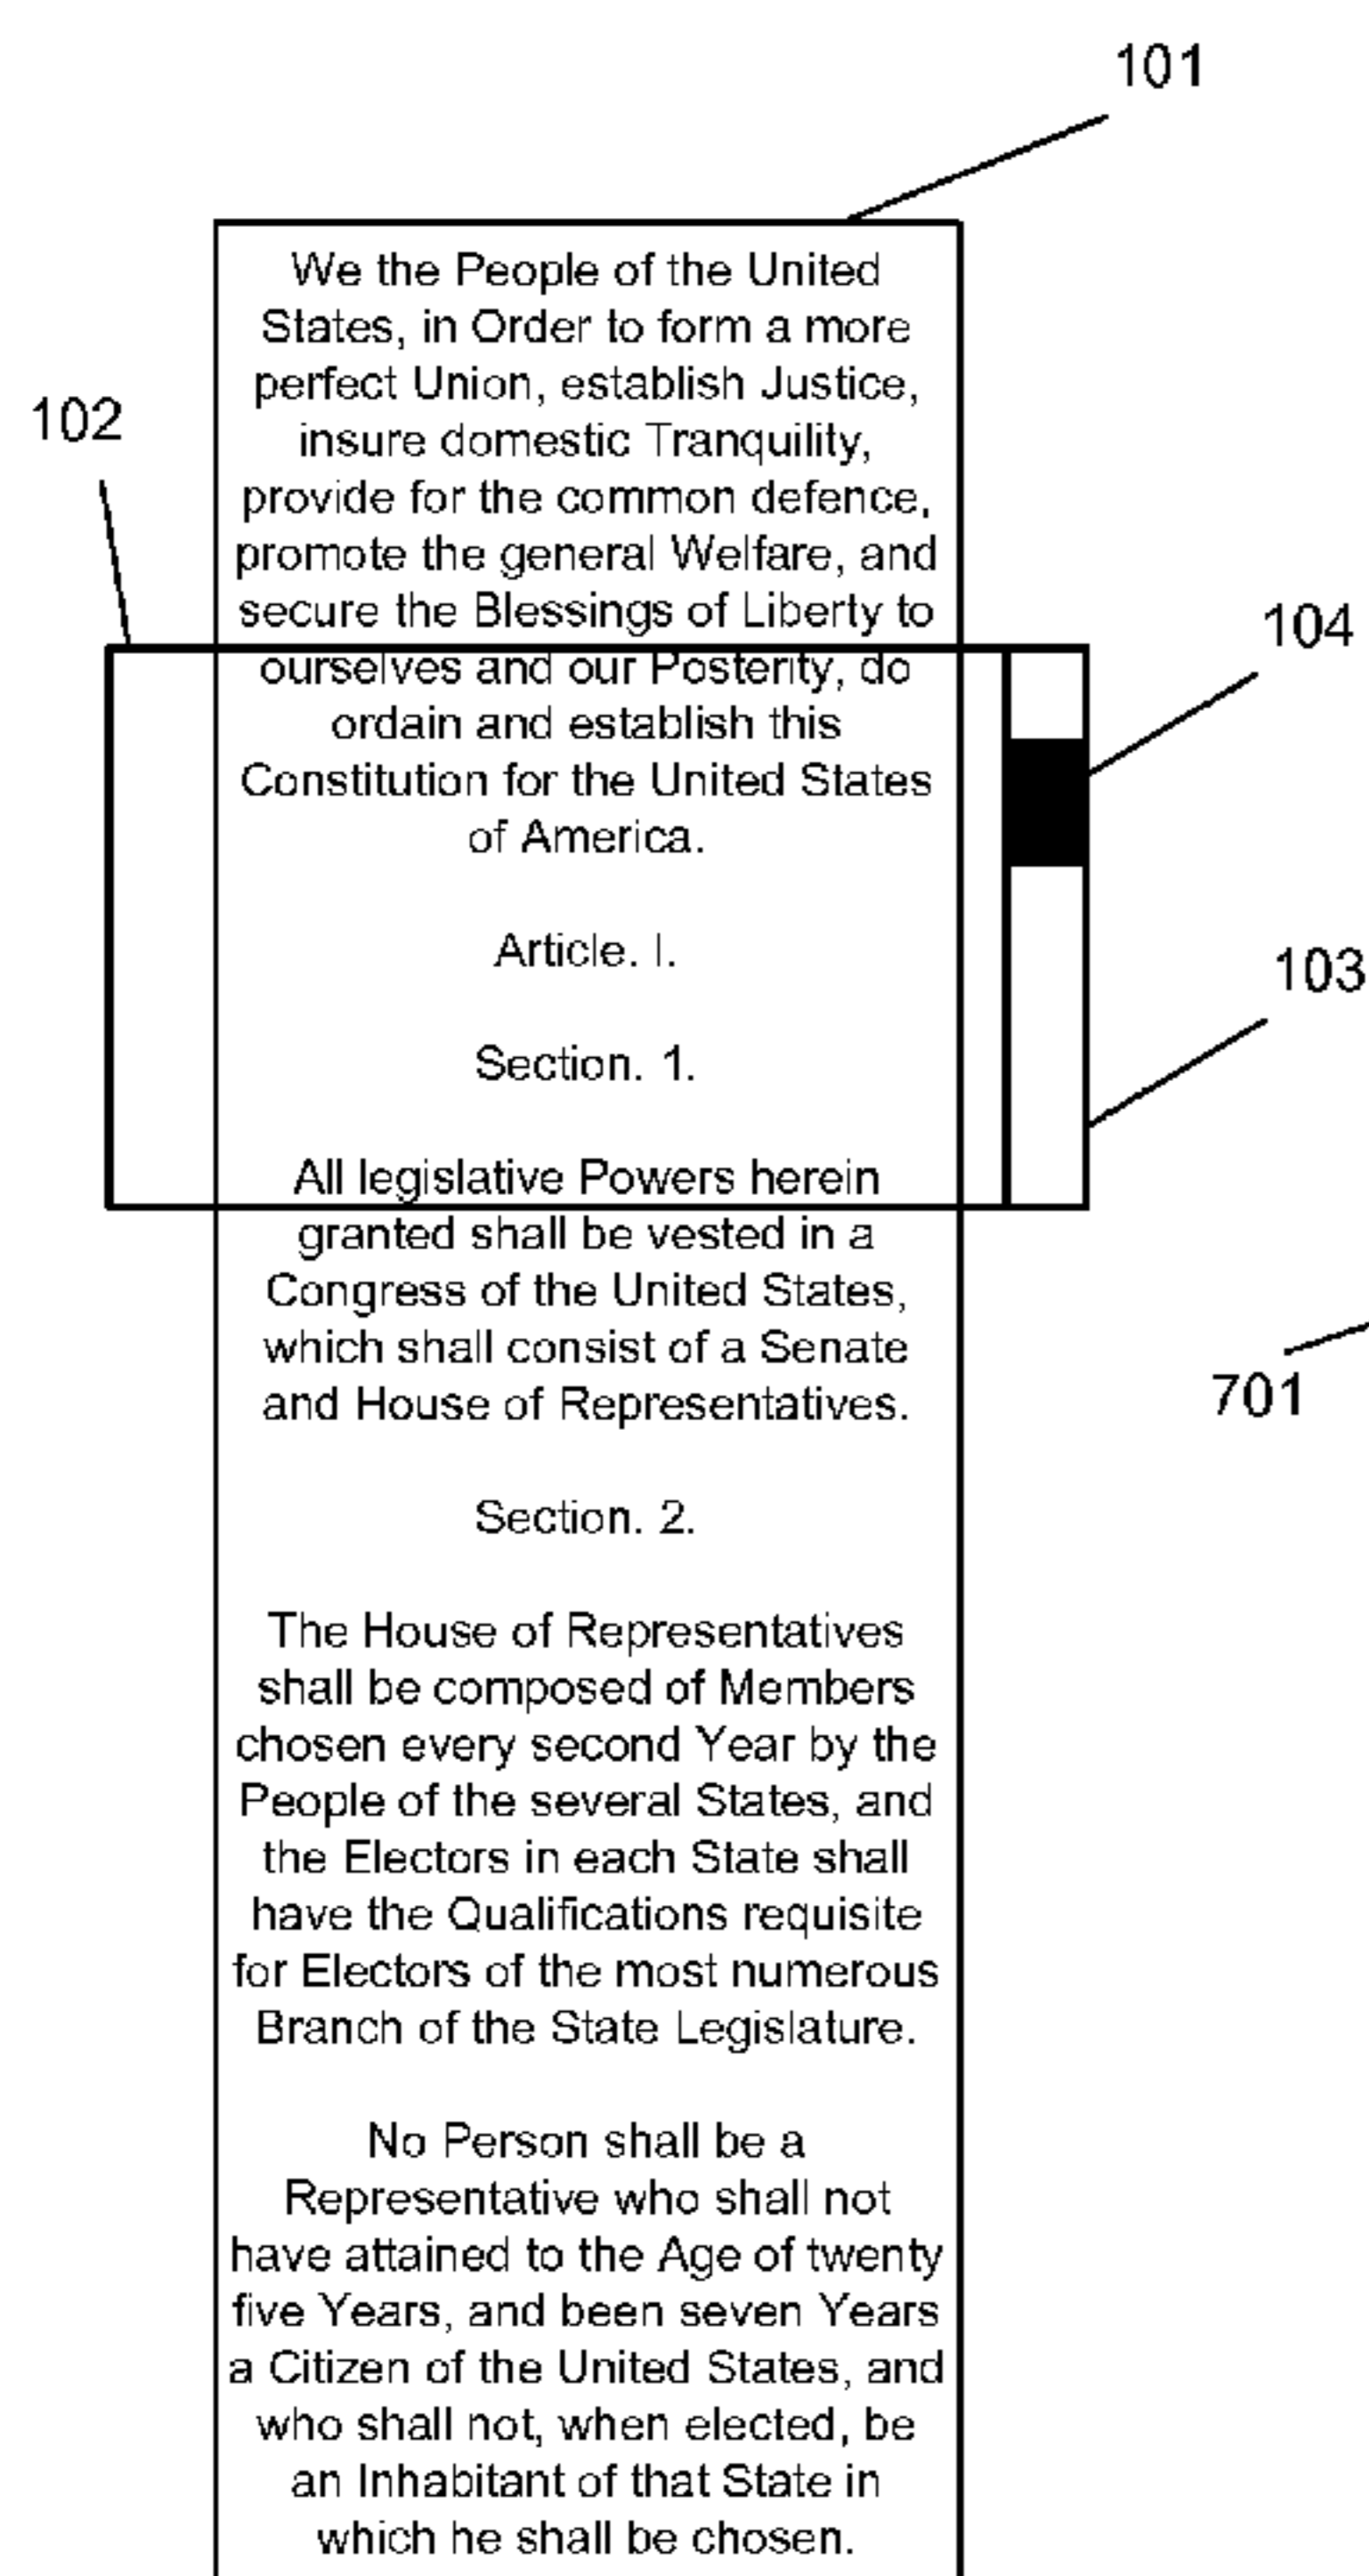 101
We the People of the United
States, in Order to form a more
perfect Union, establish Justice,
102
insure domestic Tranquility,
provide for the common defence,
promote the general Welfare, and
secure the Blessings of Liberty to
104
ourselves and our Posterity, do
ordain and establish this
Constitution for the United States
of America.
Article. I.
103
Section. 1.
All legislative Powers herein
granted shall be vested in a
Congress of the United States,
which shall consist of a Senate
701
and House of Representatives.
Section. 2.
The House of Representatives
shall be composed of Members
chosen every second Year by the
People of the several States, and
the Electors in each State shall
have the Qualifications requisite
for Electors of the most numerous
Branch of the State Legislature.
No Person shall be a
Representative who shall not
have attained to the Age of twenty
five Years, and been seven Years
a Citizen of the United States, and
who shall not, when elected, be
an Inhabitant of that State in
which he shall be chosen.